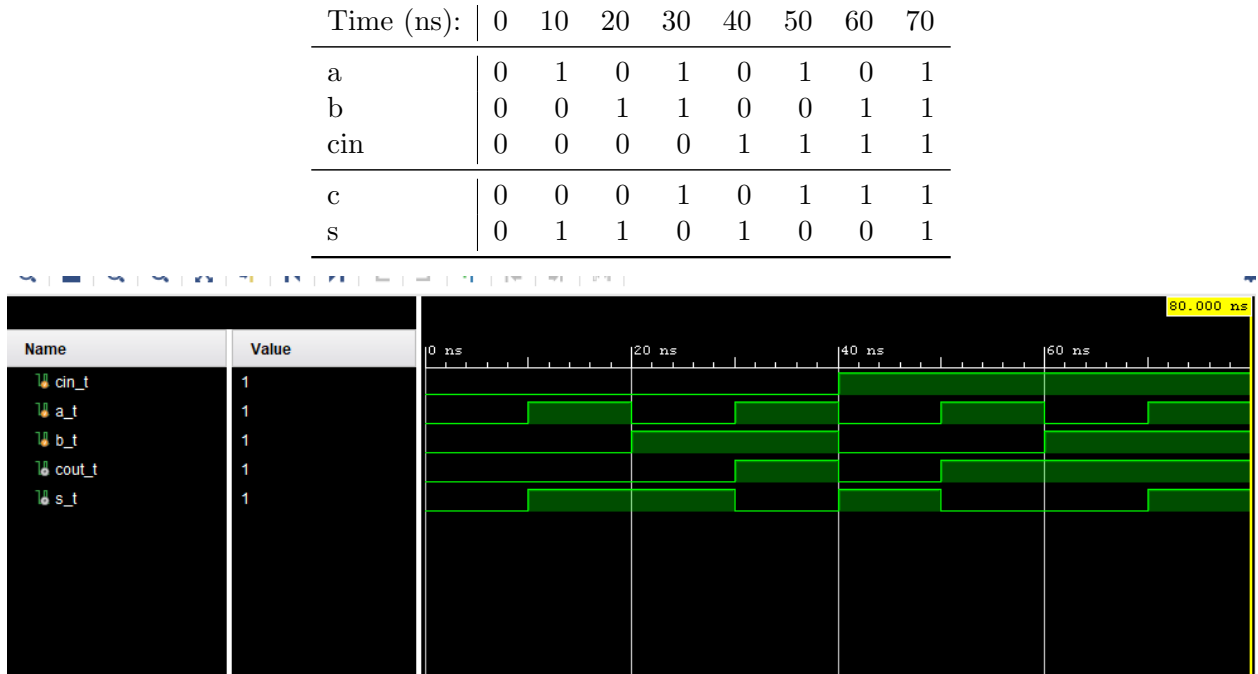 Time (ns): 0 10 20 30 40 50 60 70
a 0 1 0 1 0 1 0 1
b 0 0 1 1 0 0 1 1
cin 0 0 0 0 1 1 1 1
c 0 0 0 1 0 1 1 1
s 0 1 1 0 1 0 0 1
80.000 ns
Name Value 0 ns 20 ns 40 ns 60 ns
cin_t 1
a_t 1
b_t 1
cout_t 1
s_t 1